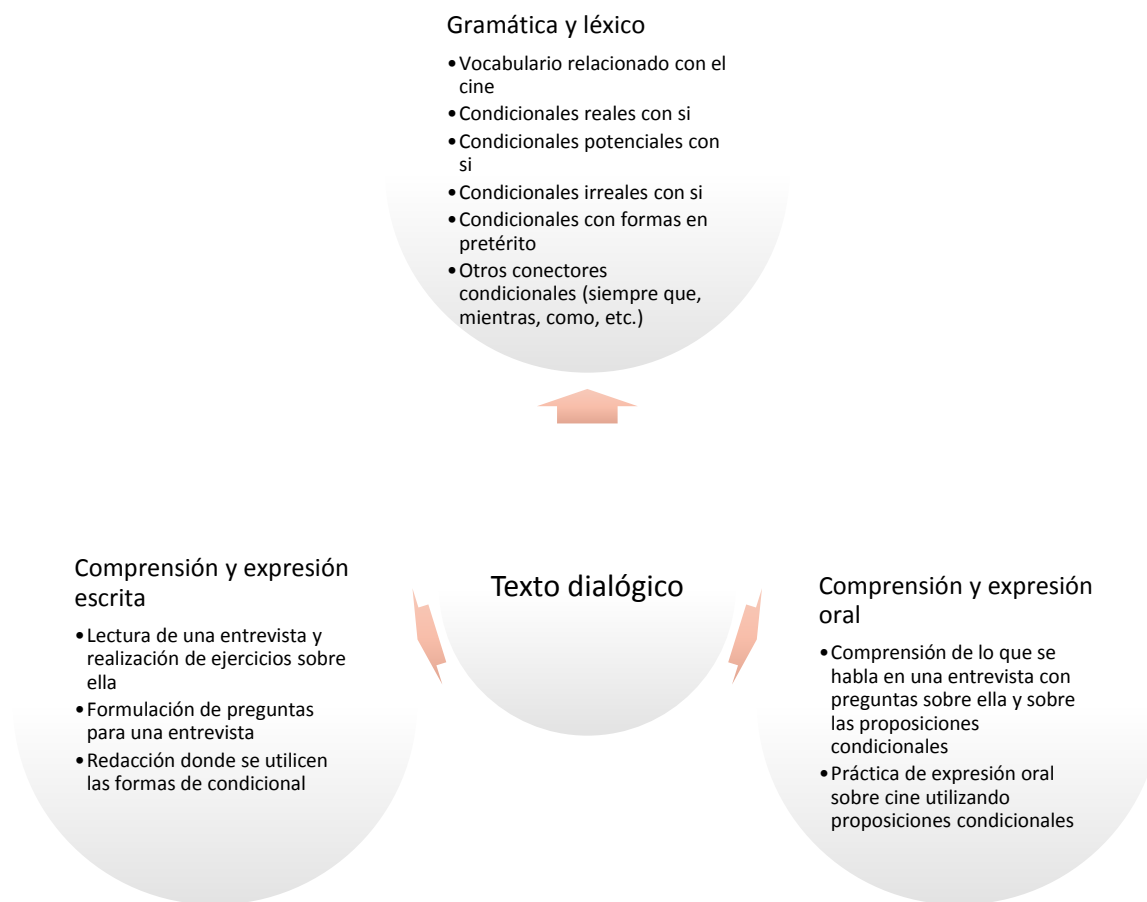 Gramática y léxico
•Vocabulario relacionado con el
cine
•Condicionales reales con si
•Condicionales potenciales con
si
•Condicionales irreales con si
•Condicionales con formas en
pretérito
•Otros conectores
condicionales (siempre que,
mientras, como, etc.)
Texto dialógico
Comprensión y expresión
escrita
•Lectura de una entrevista y
realización de ejercicios sobre
ella
•Formulación de preguntas
para una entrevista
•Redacción donde se utilicen
las formas de condicional
Comprensión y expresión
oral
•Comprensión de lo que se
habla en una entrevista con
preguntas sobre ella y sobre
las proposiciones
condicionales
•Práctica de expresión oral
sobre cine utilizando
proposiciones condicionales